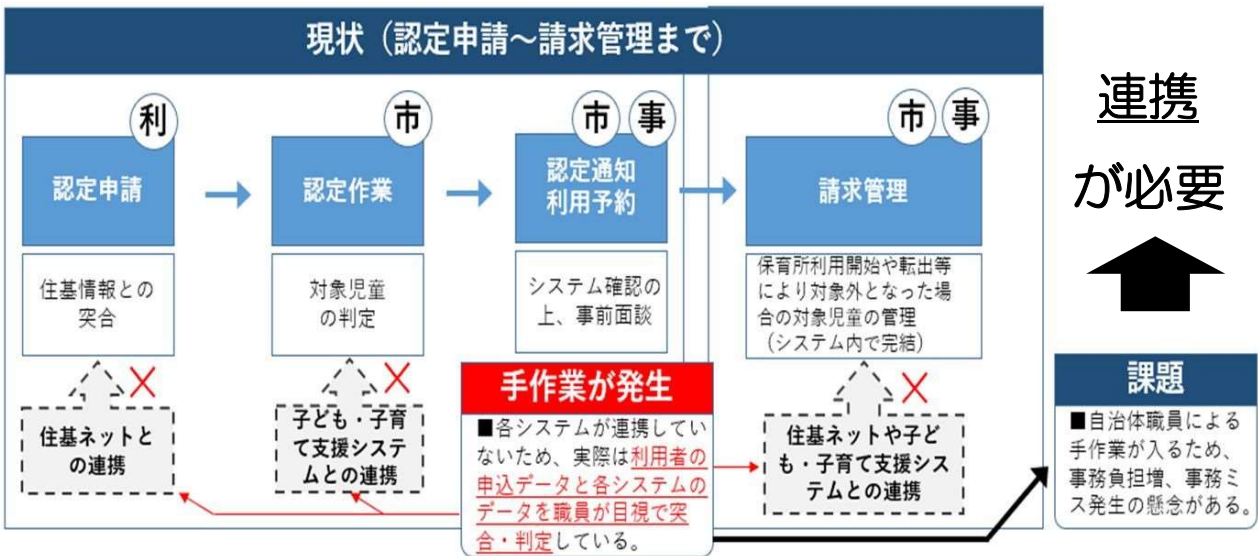 現状（認定申請～請求管理まで）
利
認定申請
住基情報との
突合
住基ネットと
の連携
市
認定作業
対象児童
の判定
子ども・子育
て支援システ
ムとの連携
市 事
認定通知
利用予約
システム確認の
上、事前面談
手作業が発生
■各システムが連携してい
ないため、実際は利用者の
申込データと各システムの
データを職員が目視で突
合・判定している。
市 事
請求管理
保育所利用開始や転出等
により対象外となった場
合の対象児童の管理
（システム内で完結）
住基ネットや子ど
も・子育て支援シス
テムとの連携
連携
が必要
課題
■自治体職員による
手作業が入るため、
事務負担増、事務ミ
ス発生の懸念がある。